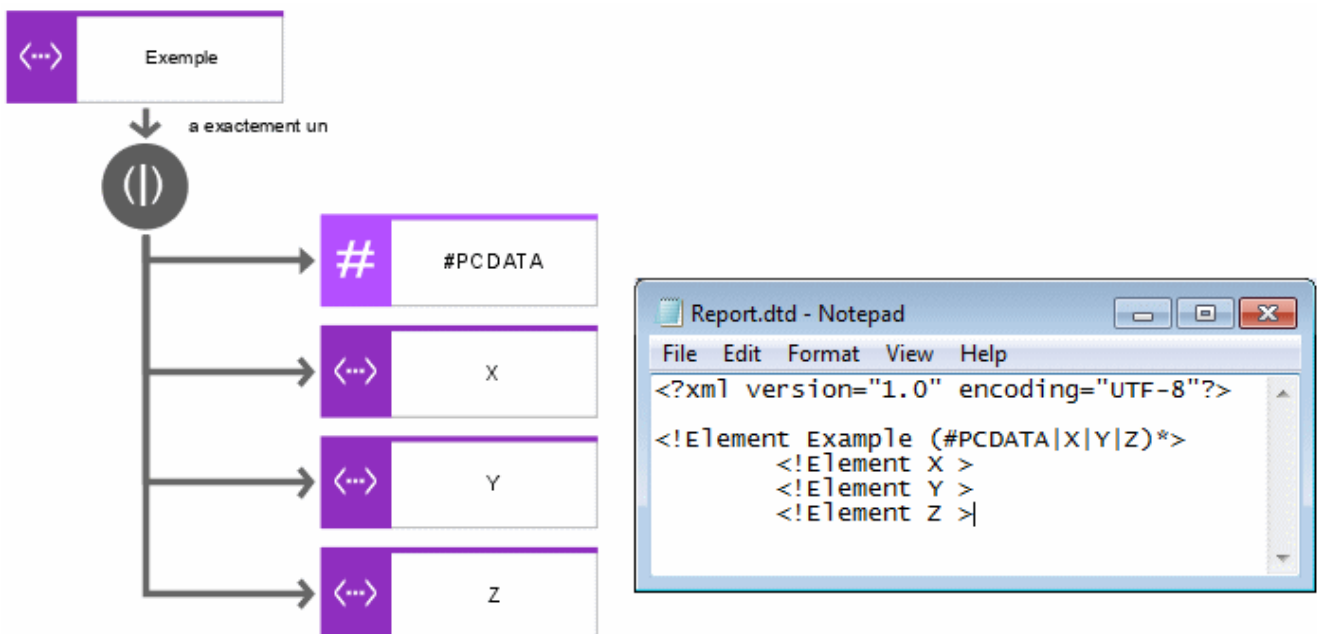 Exemple
a exactement un
#PCDATA
X
Y
Z
Report.dtd - Notepad
File Edit Format View Help
<?xml version="1.0" encoding="UTF-8"?>
<!Element Example (#PCDATA|X|Y|Z)*>
<!Element X >
<!Element Y >
<!Element Z >